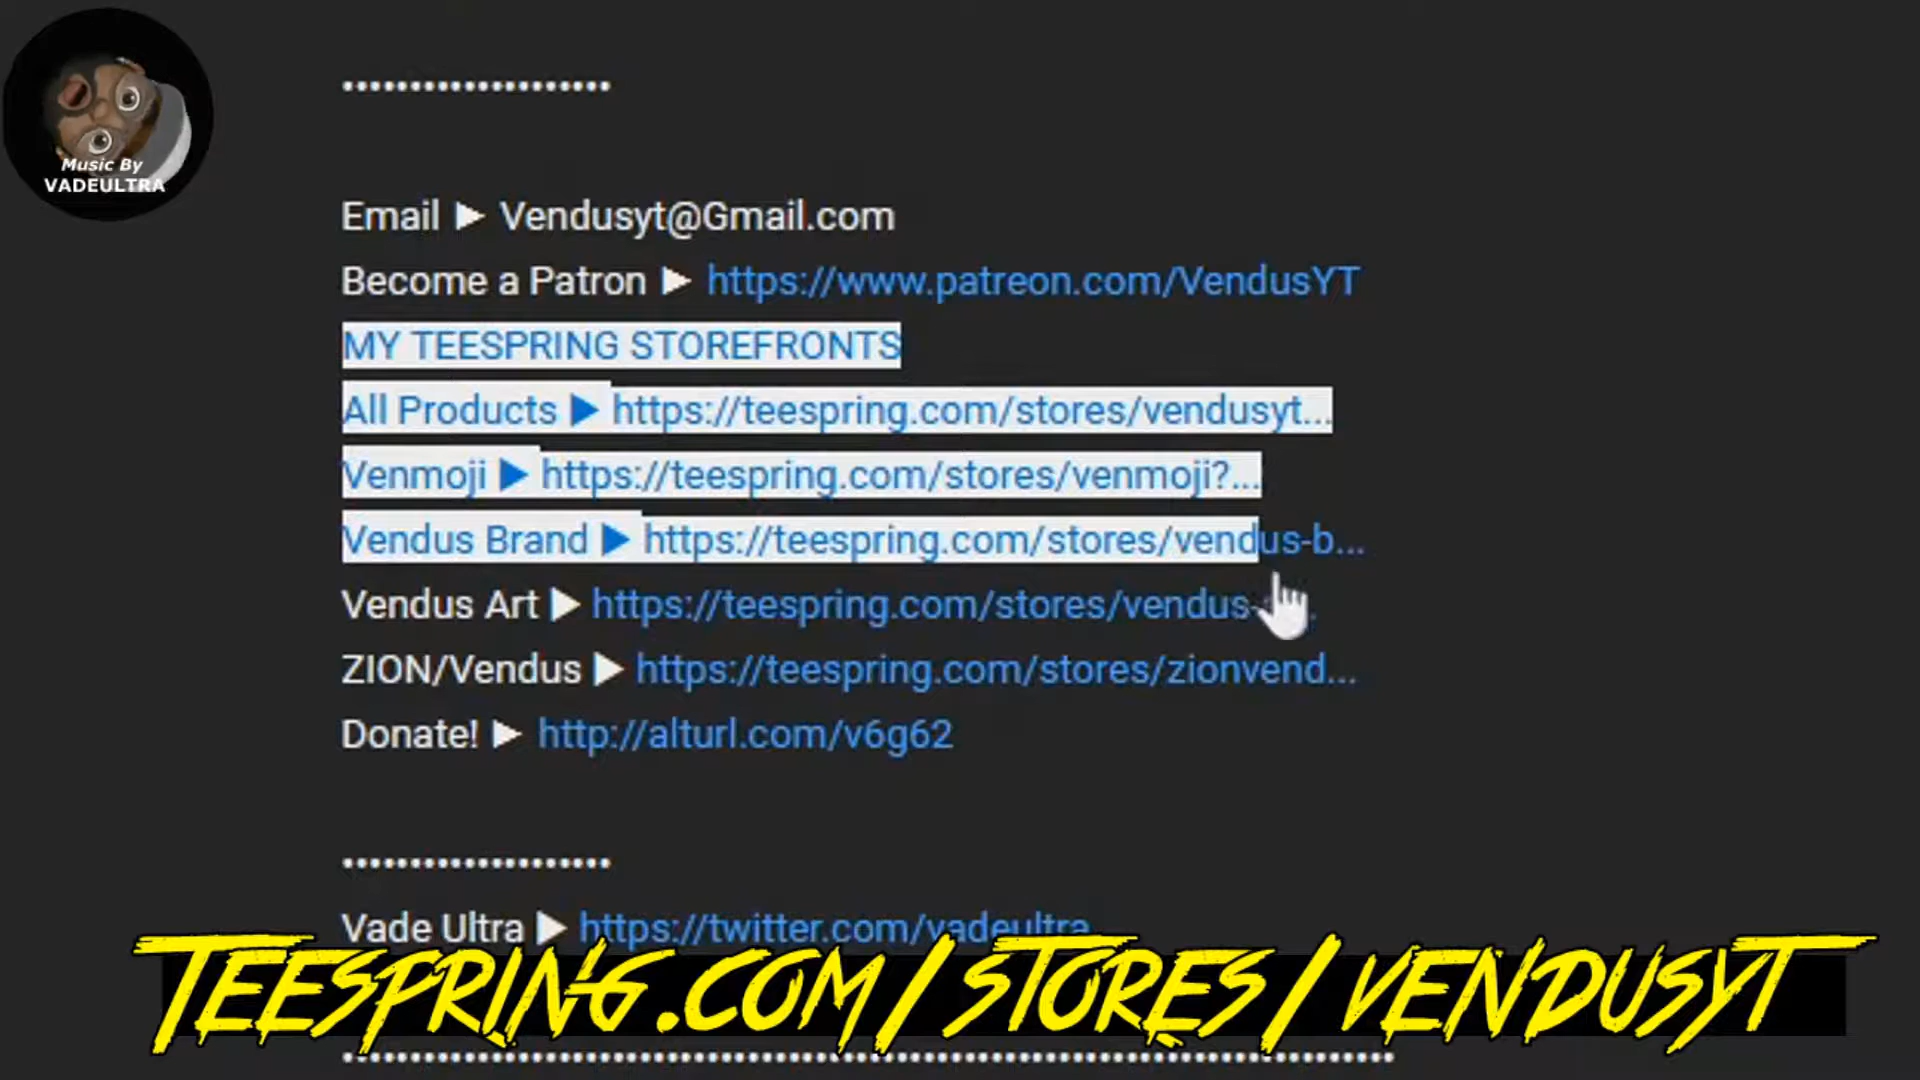 Music By
VADEULTRA
Email ▶ Vendusyt@Gmail.com
Become a Patron ▶ https://www.patreon.com/VendusYT
MY TEESPRING STOREFRONTS
All Products ▶ https://teespring.com/stores/vendusyt...
Venmoji ▶ https://teespring.com/stores/venmoji?...
Vendus Brand ▶ https://teespring.com/stores/vendus-b...
Vendus Art ▶ https://teespring.com/stores/vendus-
ZION/Vendus ▶ https://teespring.com/stores/zionvend...
Donate! ▶ http://alturl.com/v6g62
Vade Ultra ▶ https://twitter.com/vadeultra
TEESPRING.COM/STORES/VENDUSYT